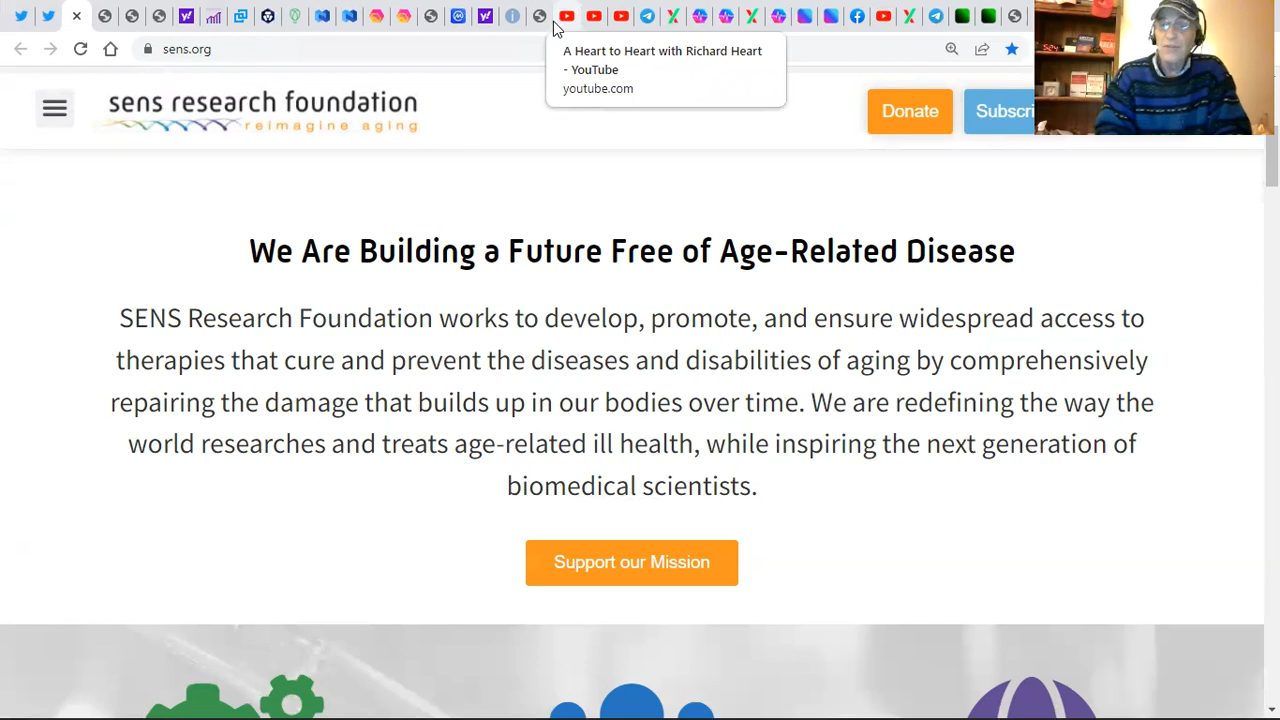 sens.org
A Heart to Heart with Richard Heart
- YouTube
youtube.com
sens research foundation
reimagine aging
Donate
Subscri
We Are Building a Future Free of Age-Related Disease
SENS Research Foundation works to develop, promote, and ensure widespread access to
therapies that cure and prevent the diseases and disabilities of aging by comprehensively
repairing the damage that builds up in our bodies over time. We are redefining the way the
world researches and treats age-related ill health, while inspiring the next generation of
biomedical scientists.
Support our Mission